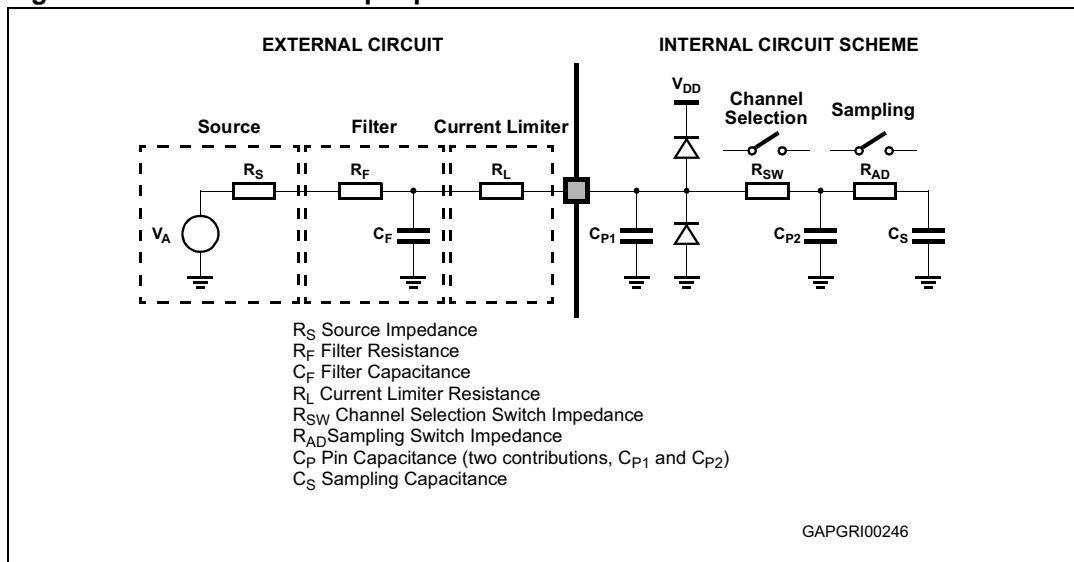 EXTERNAL CIRCUIT
INTERNAL CIRCUIT SCHEME
VDD
Channel
Selection
Sampling
Source
Filter
Current Limiter
RS
RF
RL
RSW
RAD
VA
CF
CP1
CP2
CS
RS Source Impedance
RF Filter Resistance
CF Filter Capacitance
RL Current Limiter Resistance
RSW Channel Selection Switch Impedance
RADSampling Switch Impedance
CP Pin Capacitance (two contributions, CP1 and CP2)
CS Sampling Capacitance
GAPGRI00246